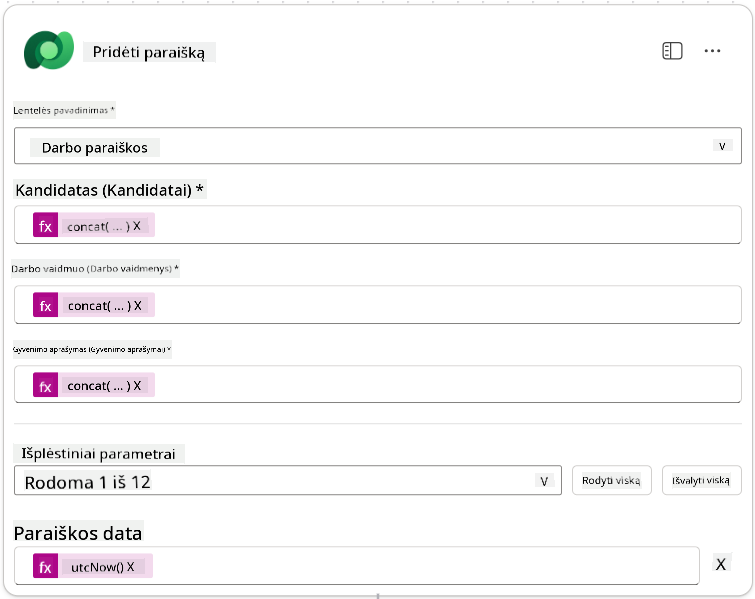 Pridėti paraišką
Lentelės pavadinimas *
Darbo paraiškos
Kandidatas (Kandidatai) *
fx concat( ... ) X
Darbo vaidmuo (Darbo vaidmenys) *
fx concat( ... ) X
Gyvenimo aprašymas (Gyvenimo aprašymai) *
fx concat( ... ) X
Išplėstiniai parametrai
Rodoma 1 iš 12 V Rodyti viską Išvalyti viską
Paraiškos data
fx utcNow() X X